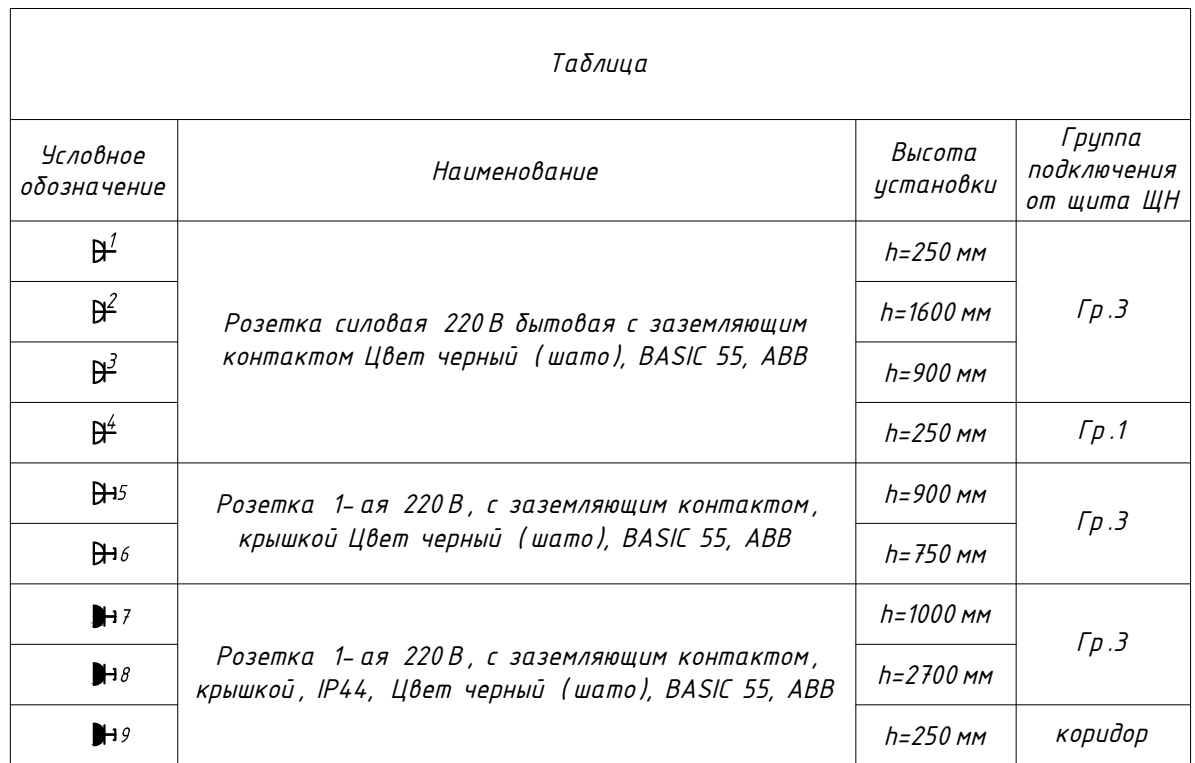 Таблица
Условное
обозначение
Наименование
Высота
установки
Группа
подключения
от щита ЩН
1
h=250 мм
2
h=1600 мм
Гр.3
Розетка силовая 220 В бытовая с заземляющим
контактом Цвет черный (шато), BASIC 55, ABB
3
h=900 мм
4
h=250 мм
Гр.1
5
h=900 мм
Розетка 1-ая 220 В, с заземляющим контактом,
крышкой Цвет черный (шато), BASIC 55, ABB
Гр.3
6
h=750 мм
7
h=1000 мм
Гр.3
Розетка 1-ая 220 В, с заземляющим контактом,
крышкой, IP44, Цвет черный (шато), BASIC 55, ABB
8
h=2700 мм
9
h=250 мм
коридор